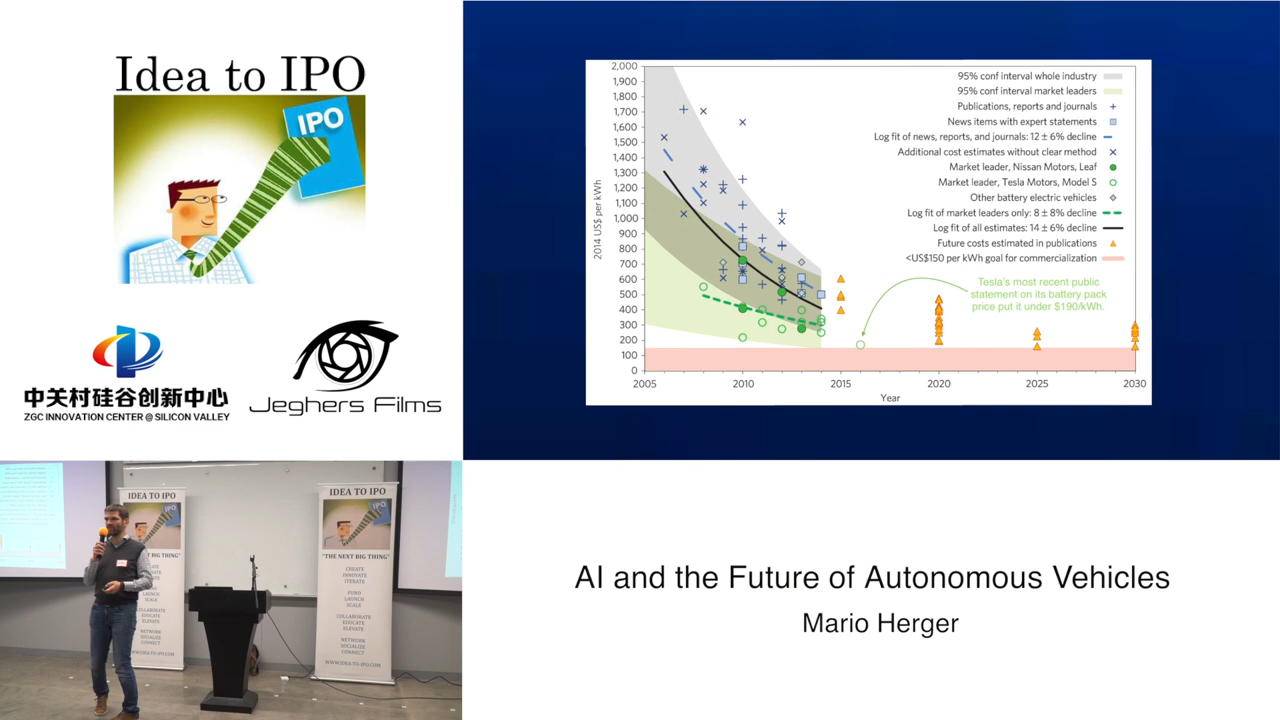 Idea to IPO
IPO
中关村硅谷创新中心
ZGC INNOVATION CENTER @ SILICON VALLEY
Jeghers Films
2,000
1,900
1,800
1,700
1,600
1,500
1,400
1,300
1,200
1,100
1,000
900
800
700
600
500
400
300
200
100
0
2014 US$ per kWh
2005
2010
2015
2020
2025
2030
Year
95% conf interval whole industry
95% conf interval market leaders
Publications, reports and journals
News items with expert statements
Log fit of news, reports, and journals: 12 ± 6% decline
Additional cost estimates without clear method
Market leader, Nissan Motors, Leaf
Market leader, Tesla Motors, Model S
Other battery electric vehicles
Log fit of market leaders only: 8 ± 8% decline
Log fit of all estimates: 14 ± 6% decline
Future costs estimated in publications
<US$150 per kWh goal for commercialization
Tesla's most recent public
statement on its battery pack
price put it under $190/kWh.
IDEA TO IPO
IPO
BIG THING"
LAUNCH
SCALE
COLLABORATE
EDUCATE
ELEVATE
NETWORK
SOCIALIZE
CONNECT
WWW.IDEA-TO-IPO.COM
IDEA TO IPO
IPO
"THE NEXT BIG THING"
CREATE
INNOVATE
ITERATE
FUND
LAUNCH
SCALE
COLLABORATE
EDUCATE
ELEVATE
NETWORK
SOCIALIZE
CONNECT
WWW.IDEA-TO-IPO.COM
AI and the Future of Autonomous Vehicles
Mario Herger